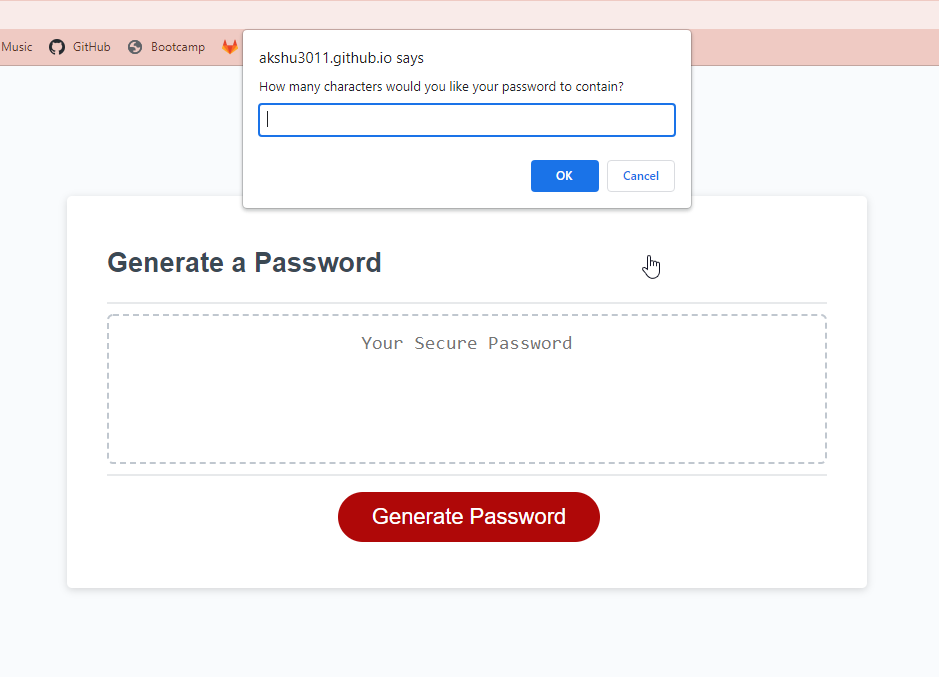 Music GitHub Bootcamp
akshu3011.github.io says
How many characters would you like your password to contain?
OK Cancel
Generate a Password
Your Secure Password
Generate Password